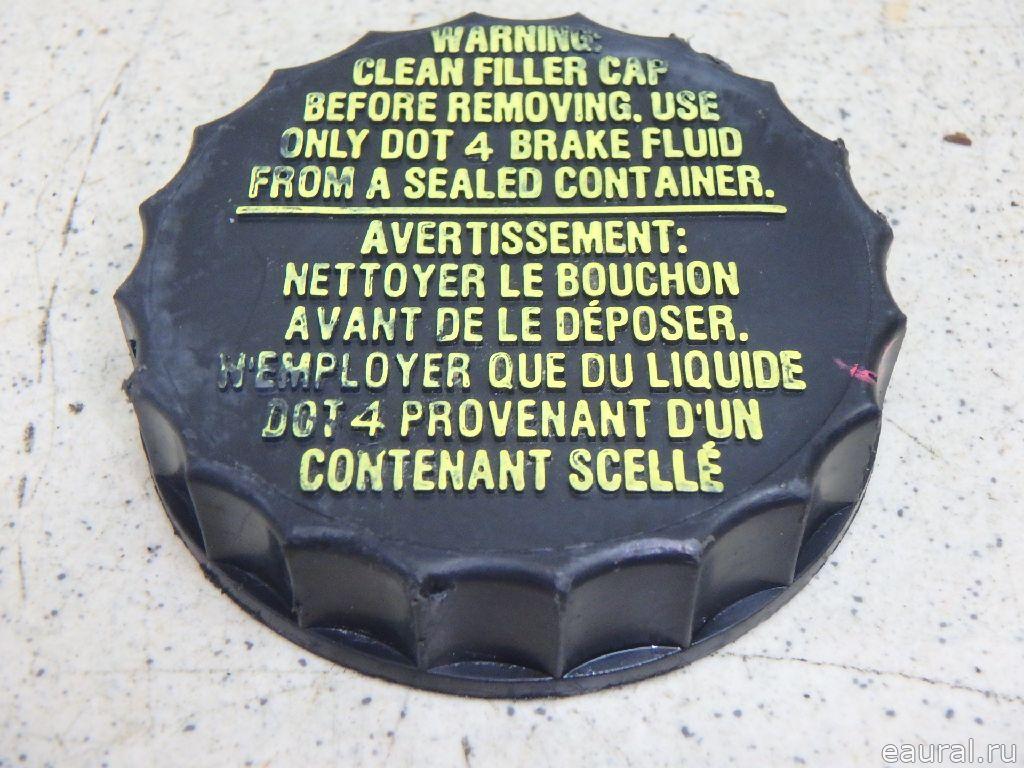 WARNING:
CLEAN FILLER CAP
BEFORE REMOVING. USE
ONLY DOT 4 BRAKE FLUID
FROM A SEALED CONTAINER.
AVERTISSEMENT:
NETTOYER LE BOUCHON
AVANT DE LE DÉPOSER.
N'EMPLOYER QUE DU LIQUIDE
DOT 4 PROVENANT D'UN
CONTENANT SCELLÉ
eaural.ru